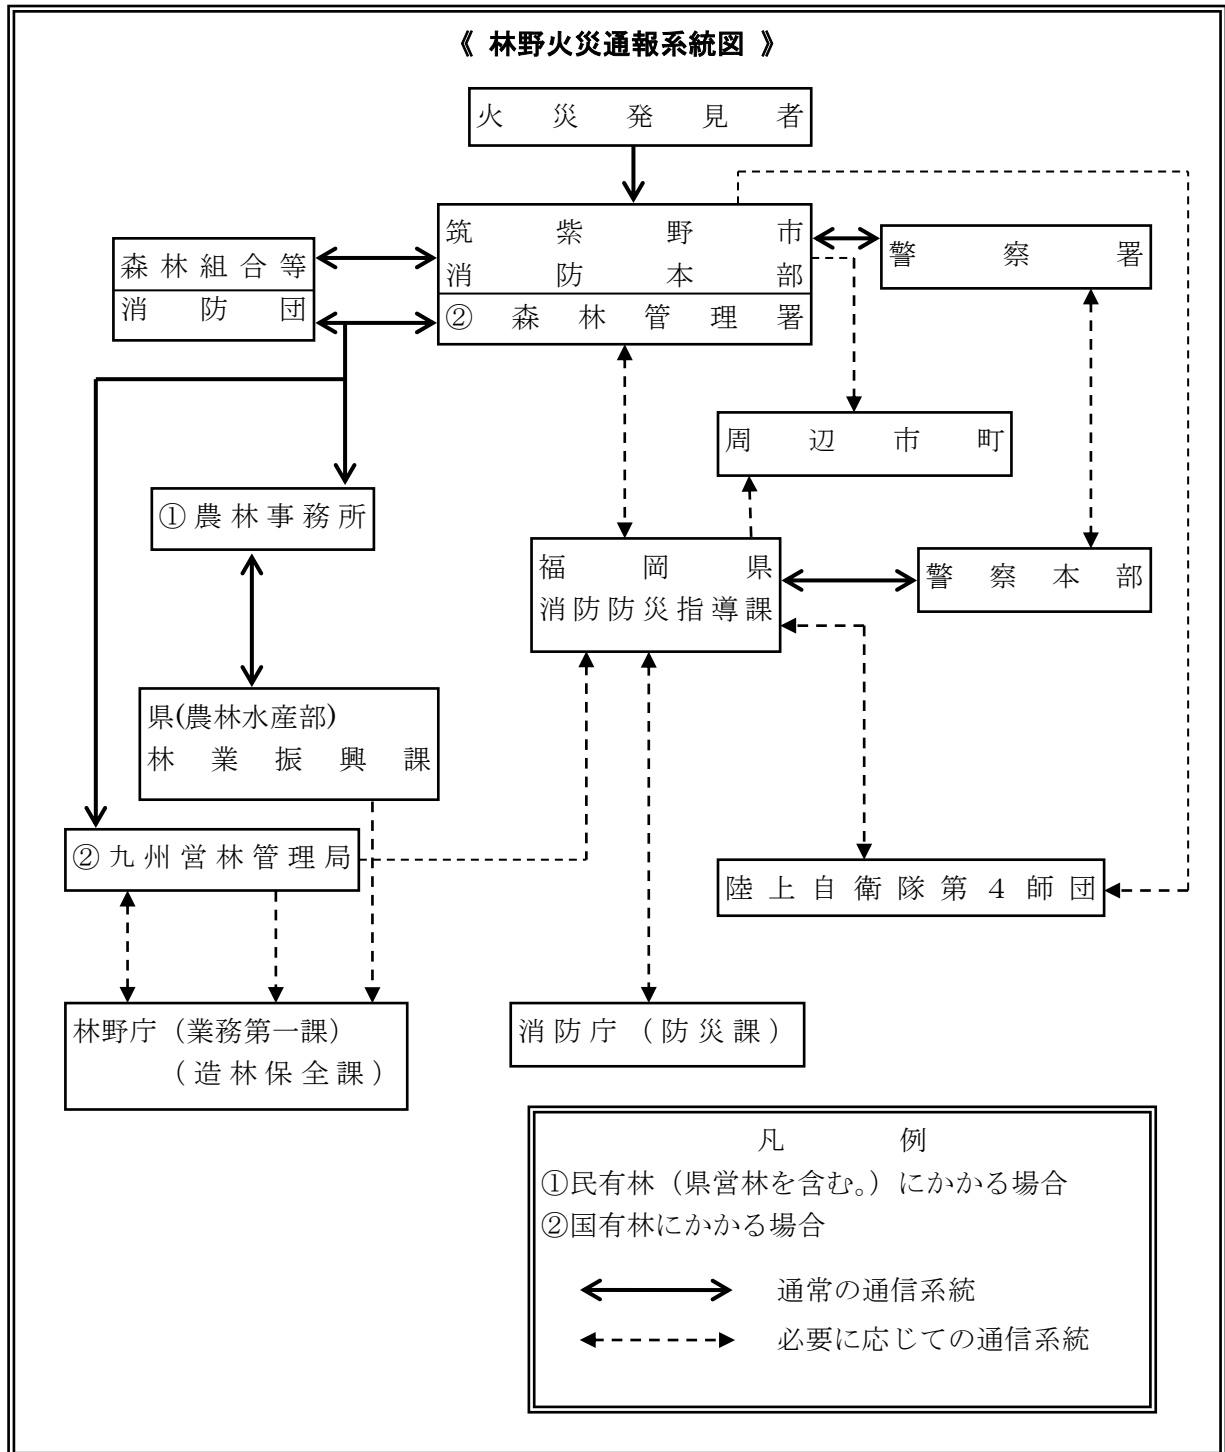 《 林野火災通報系統図 》
火災発見者
筑紫野市
消防本部
②森林管理署
森林組合等
消防団
警察署
周辺市町
①農林事務所
福岡県
消防防災指導課
警察本部
県(農林水産部)
林業振興課
②九州営林管理局
陸上自衛隊第4師団
林野庁(業務第一課)
(造林保全課)
消防庁(防災課)
凡例
①民有林(県営林を含む。)にかかる場合
②国有林にかかる場合
通常の通信系統
必要に応じての通信系統